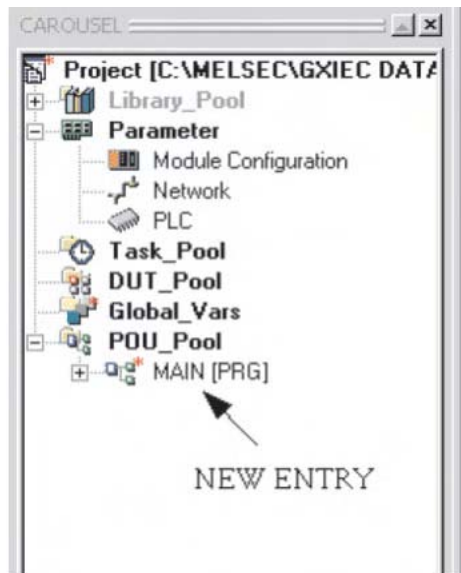 CAROUSEL
Project [C:\MELSEC\GXIEC DATA
Library_Pool
Parameter
Module Configuration
Network
PLC
Task_Pool
DUT_Pool
Global_Vars
POU_Pool
MAIN [PRG]
NEW ENTRY